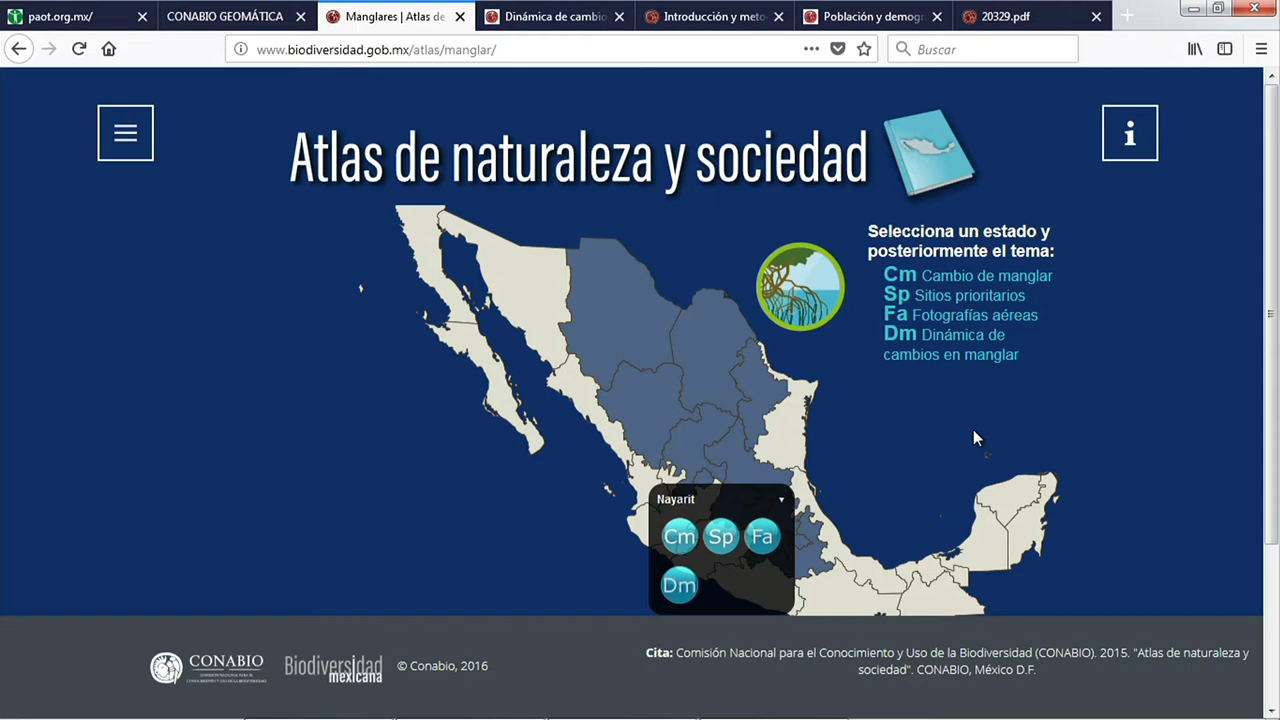 paot.org.mx/
CONABIO GEOMÁTICA
Manglares | Atlas de
Dinámica de cambio
Introducción y meto
Población y demogr
20329.pdf
www.biodiversidad.gob.mx/atlas/manglar/
Buscar
Atlas de naturaleza y sociedad
i
Selecciona un estado y
posteriormente el tema:
Cm Cambio de manglar
Sp Sitios prioritarios
Fa Fotografías aéreas
Dm Dinámica de
cambios en manglar
Nayarit
Cm Sp Fa
Dm
CONABIO
Biodiversidad
mexicana
© Conabio, 2016
Cita: Comisión Nacional para el Conocimiento y Uso de la Biodiversidad (CONABIO). 2015. "Atlas de naturaleza y
sociedad". CONABIO, México D.F.